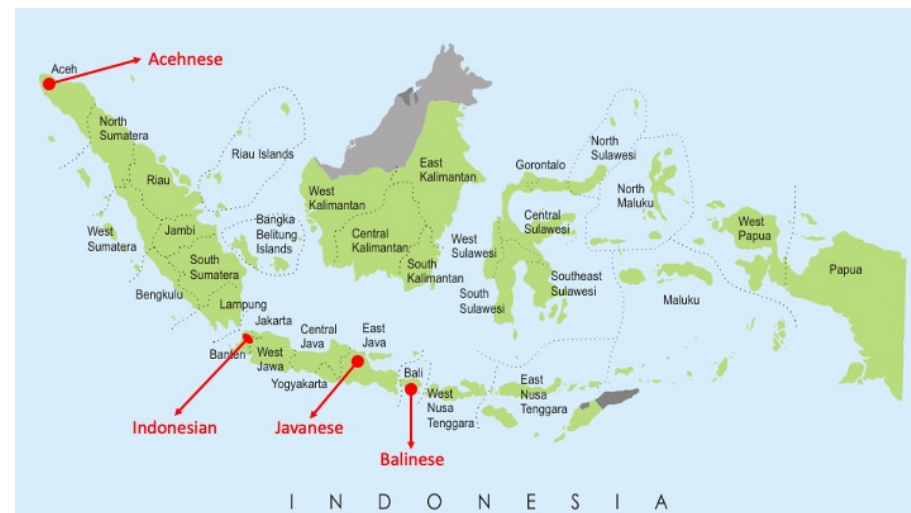 Acehnese
Aceh
North
Sumatera
Riau Islands
Riau
West
Sumatera
Jambi
Bangka
Belitung
Islands
South
Sumatera
Bengkulu
Lampung
West
Kalimantan
East
Kalimantan
Central
Kalimantan
South
Kalimantan
Gorontalo
North
Sulawesi
Central
Sulawesi
West
Sulawesi
South
Sulawesi
Southeast
Sulawesi
North
Maluku
Maluku
West
Papua
Papua
Jakarta
Banten
West
Jawa
Central
Java
Yogyakarta
East
Java
Bali
West
Nusa
Tenggara
East
Nusa
Tenggara
Indonesian
Javanese
Balinese
INDONESIA